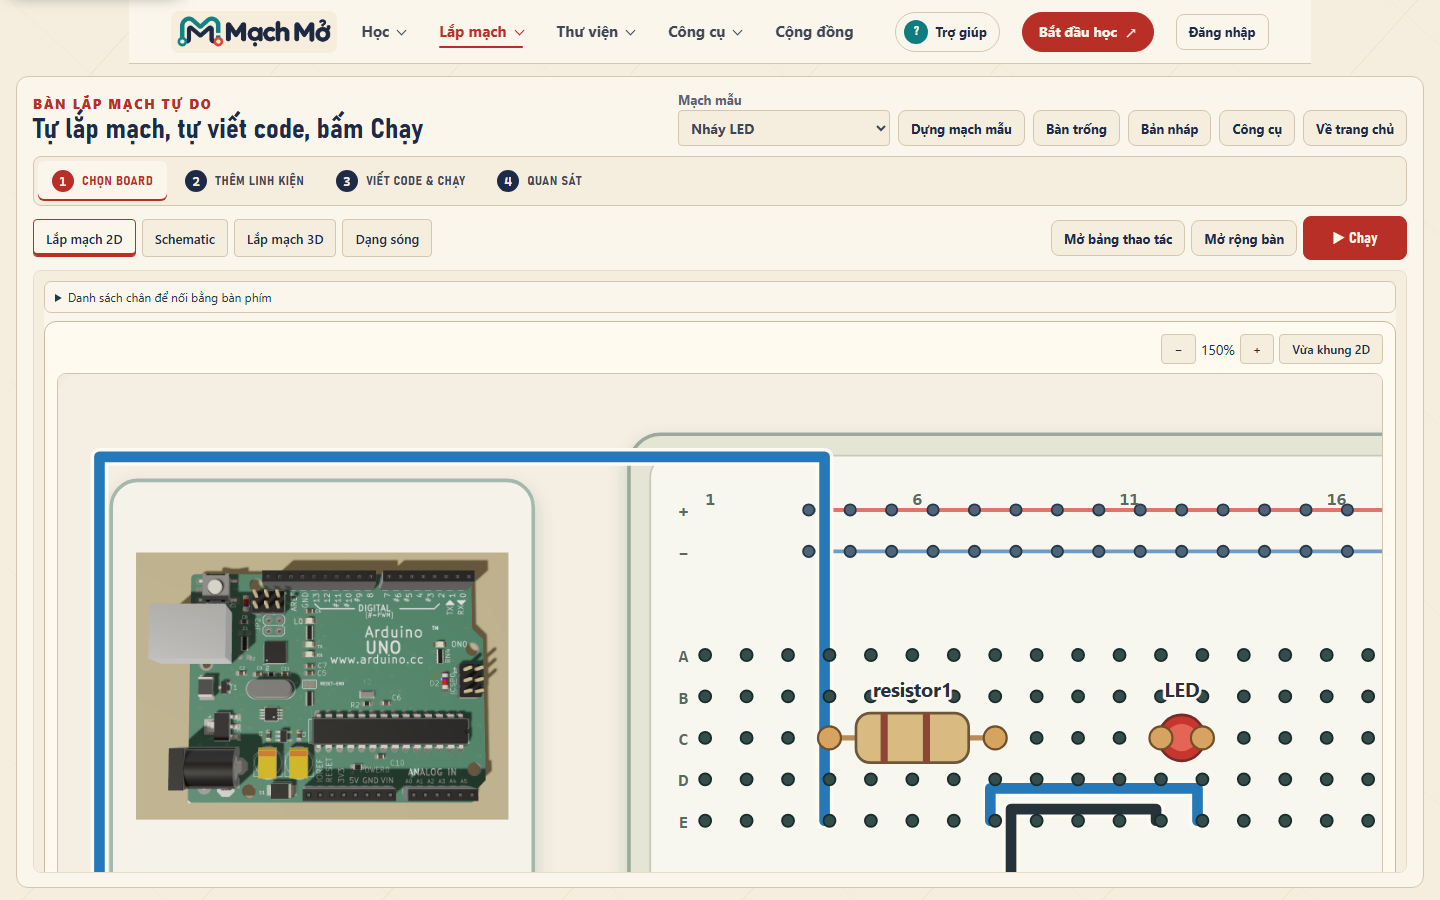 Mạch Mở
Học
Lắp mạch
Thư viện
Công cụ
Cộng đồng
? Trợ giúp
Bắt đầu học ↗
Đăng nhập
BÀN LẮP MẠCH TỰ DO
Tự lắp mạch, tự viết code, bấm Chạy
Mạch mẫu
Nháy LED
Dựng mạch mẫu
Bàn trống
Bản nháp
Công cụ
Về trang chủ
1 CHỌN BOARD
2 THÊM LINH KIỆN
3 VIẾT CODE & CHẠY
4 QUAN SÁT
Lắp mạch 2D
Schematic
Lắp mạch 3D
Dạng sóng
Mở bảng thao tác
Mở rộng bàn
▶ Chạy
▶ Danh sách chân để nối bằng bàn phím
− 150% +
Vừa khung 2D
1 6 11 16
+
−
A
B
C
D
E
resistor1
LED
DIGITAL
Arduino
™
UNO
www.arduino.cc
ANALOG IN
5V GND VIN